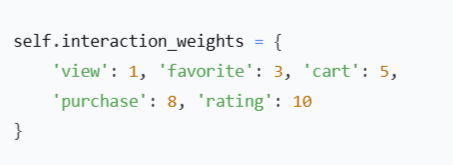 self.interaction_weights = {
    'view': 1, 'favorite': 3, 'cart': 5,
    'purchase': 8, 'rating': 10
}